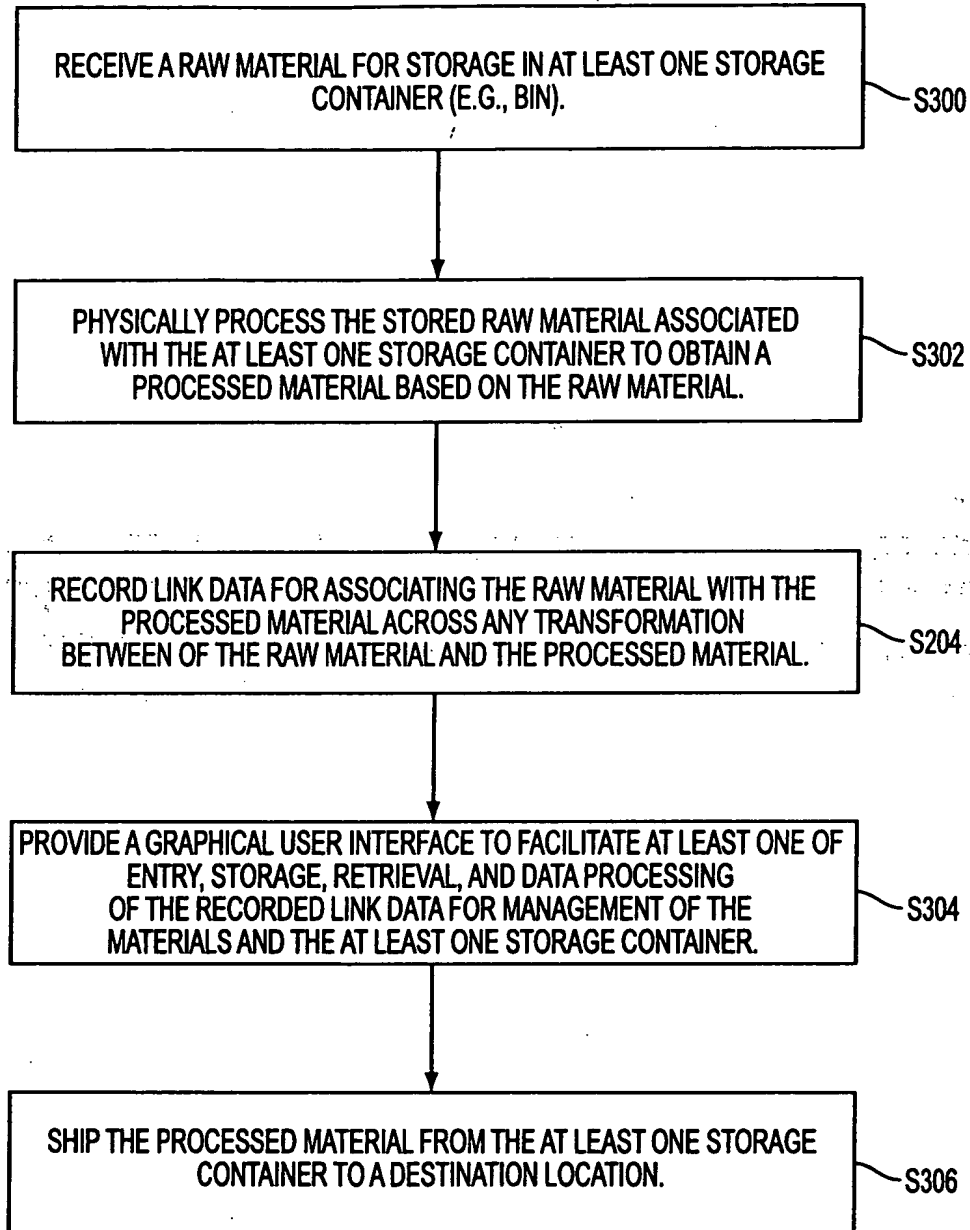 RECEIVE A RAW MATERIAL FOR STORAGE IN AT LEAST ONE STORAGE
CONTAINER (E.G., BIN).
S300
PHYSICALLY PROCESS THE STORED RAW MATERIAL ASSOCIATED
WITH THE AT LEAST ONE STORAGE CONTAINER TO OBTAIN A
PROCESSED MATERIAL BASED ON THE RAW MATERIAL.
S302
RECORD LINK DATA FOR ASSOCIATING THE RAW MATERIAL WITH THE
PROCESSED MATERIAL ACROSS ANY TRANSFORMATION
BETWEEN OF THE RAW MATERIAL AND THE PROCESSED MATERIAL.
S204
PROVIDE A GRAPHICAL USER INTERFACE TO FACILITATE AT LEAST ONE OF
ENTRY, STORAGE, RETRIEVAL, AND DATA PROCESSING
OF THE RECORDED LINK DATA FOR MANAGEMENT OF THE
MATERIALS AND THE AT LEAST ONE STORAGE CONTAINER.
S304
SHIP THE PROCESSED MATERIAL FROM THE AT LEAST ONE STORAGE
CONTAINER TO A DESTINATION LOCATION.
S306